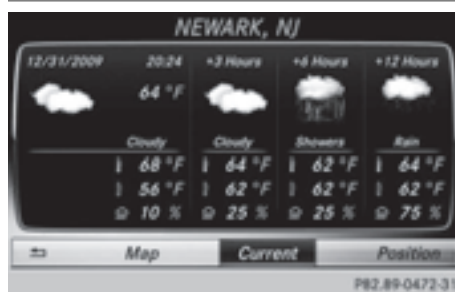 NEWARK, NJ
12/31/2009 20:24 +3 Hours +6 Hours +12 Hours
64 °F
Cloudy Cloudy Showers Rain
68 °F 64 °F 62 °F 64 °F
56 °F 62 °F 62 °F 62 °F
10 % 25 % 25 % 75 %
Map Current Position
P82.89-0472-31